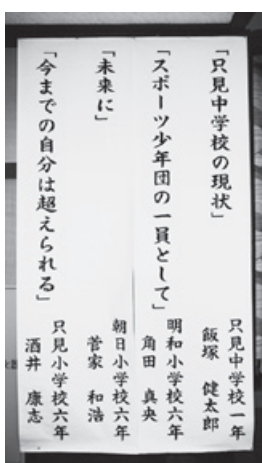 「只見中学校の現状」
只見中学校一年
飯塚 健太郎
「スポーツ少年団の一員として」
明和小学校六年
角田 真央
「未来に」
朝日小学校六年
菅家 和浩
「今までの自分は超えられる」
只見小学校六年
酒井 康志